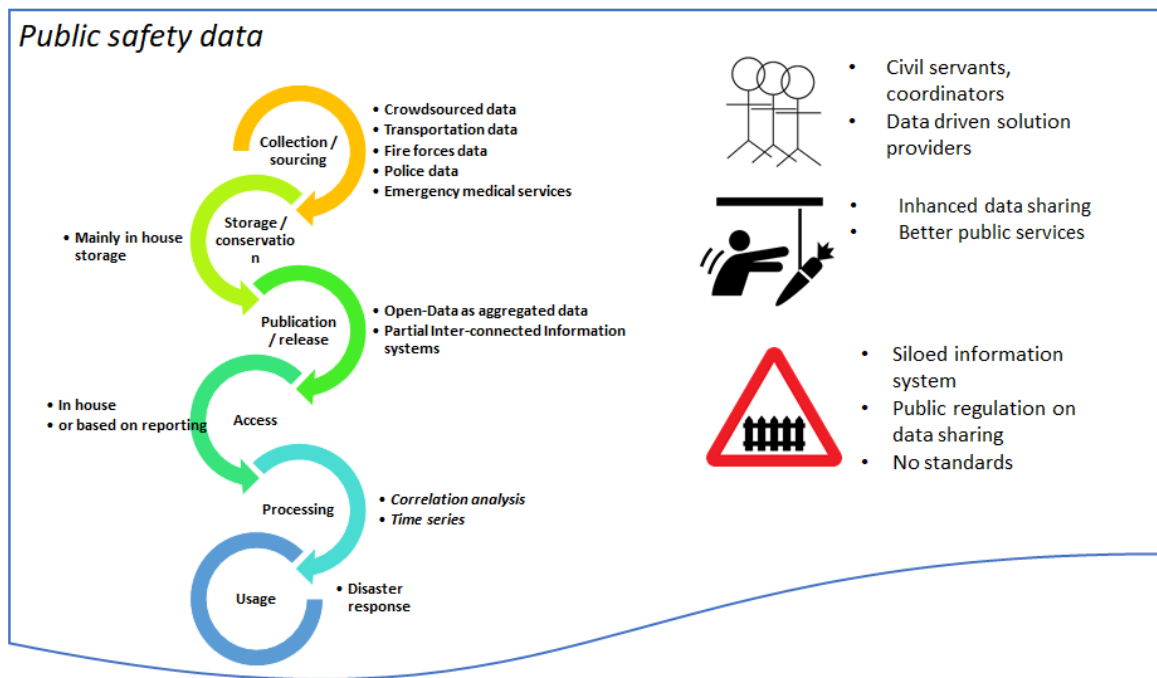 Public safety data
Collection /
sourcing
• Crowdsourced data
• Transportation data
• Fire forces data
• Police data
• Emergency medical services
Storage /
conservatio
n
• Mainly in house
storage
Publication
/ release
• Open-Data as aggregated data
• Partial Inter-connected Information
systems
Access
• In house
• or based on reporting
Processing
• Correlation analysis
• Time series
Usage
• Disaster
response
• Civil servants,
coordinators
• Data driven solution
providers
• Inhanced data sharing
• Better public services
• Siloed information
system
• Public regulation on
data sharing
• No standards